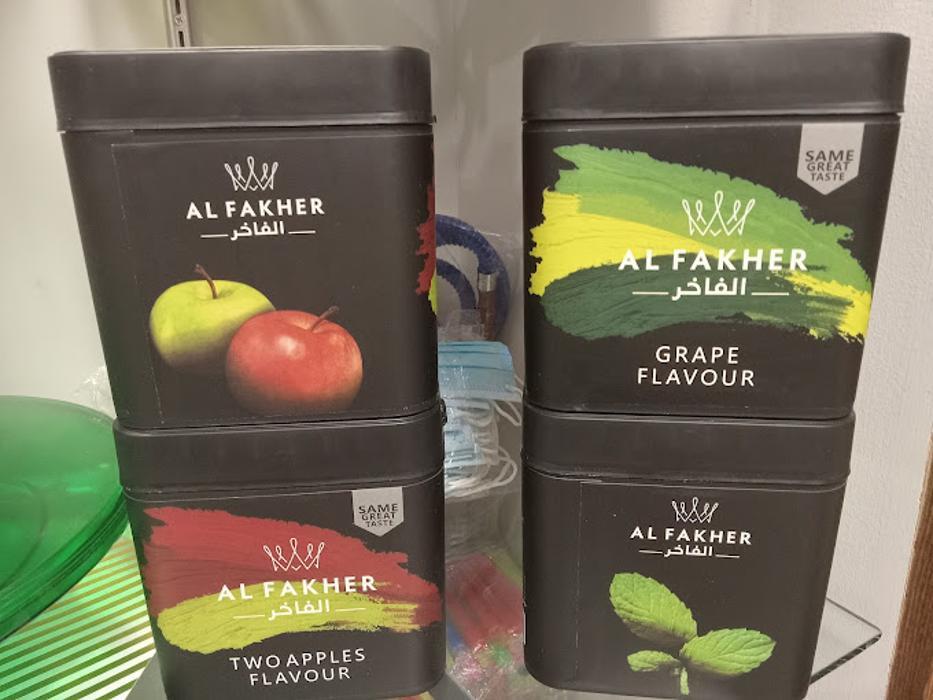 AL FAKHER
الفاخر
SAME
GREAT
TASTE
AL FAKHER
الفاخر
GRAPE
FLAVOUR
SAME
GREAT
TASTE
AL FAKHER
الفاخر
TWO APPLES
FLAVOUR
AL FAKHER
الفاخر